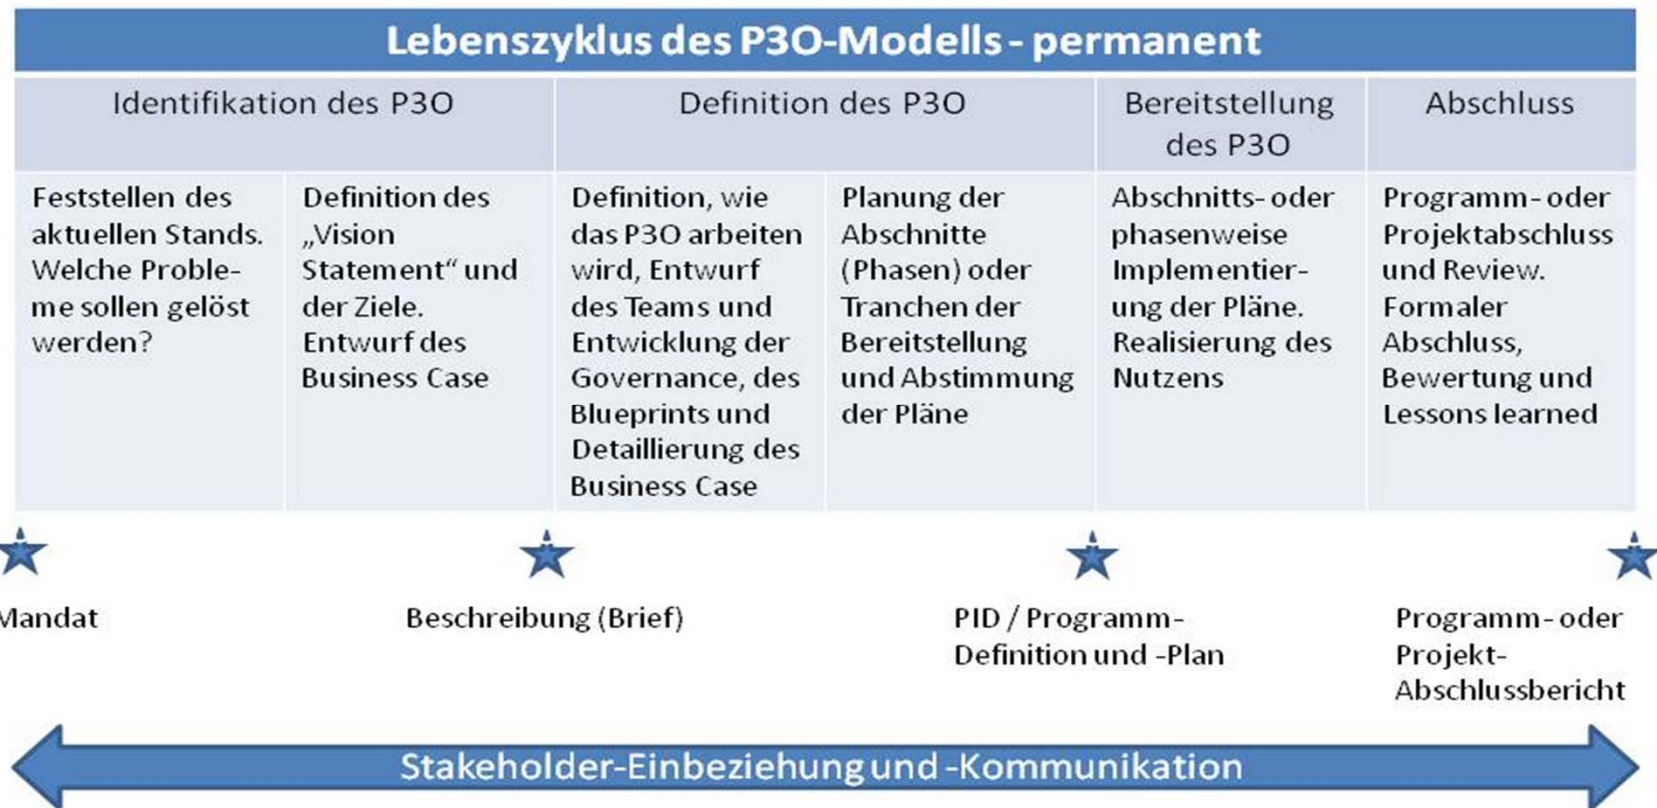 Lebenszyklus des P3O-Modells - permanent
Identifikation des P3O
Definition des P3O
Bereitstellung
des P3O
Abschluss
Feststellen des
aktuellen Stands.
Welche Proble-
me sollen gelöst
werden?
Definition des
„Vision
Statement“ und
der Ziele.
Entwurf des
Business Case
Definition, wie
das P3O arbeiten
wird, Entwurf
des Teams und
Entwicklung der
Governance, des
Blueprints und
Detaillierung des
Business Case
Planung der
Abschnitte
(Phasen) oder
Tranchen der
Bereitstellung
und Abstimmung
der Pläne
Abschnitts- oder
phasenweise
Implementier-
ung der Pläne.
Realisierung des
Nutzens
Programm- oder
Projektabschluss
und Review.
Formaler
Abschluss,
Bewertung und
Lessons learned
Mandat
Beschreibung (Brief)
PID / Programm-
Definition und -Plan
Programm- oder
Projekt-
Abschlussbericht
Stakeholder-Einbeziehung und -Kommunikation